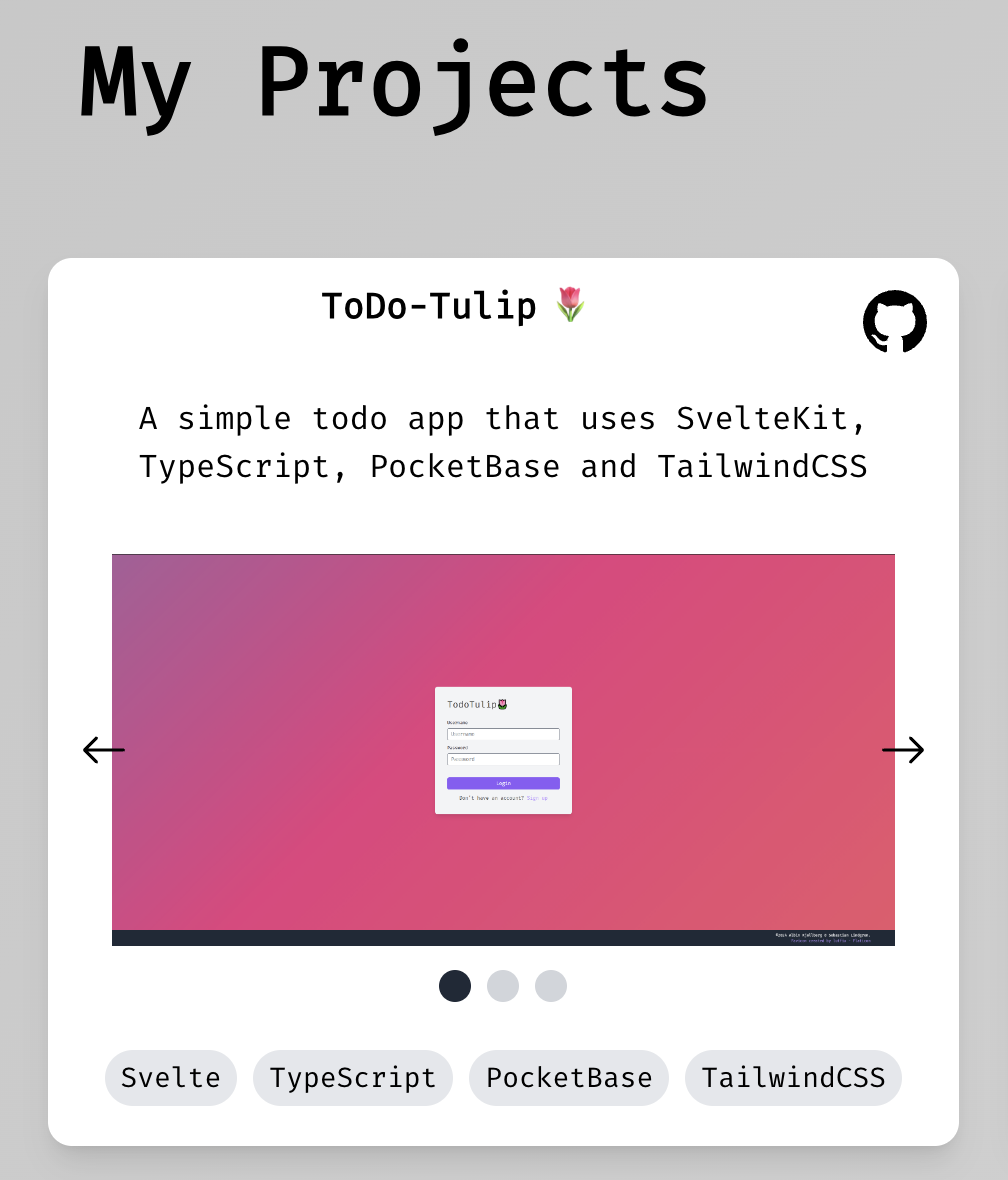 My Projects
ToDo-Tulip 🌷
A simple todo app that uses SvelteKit,
TypeScript, PocketBase and TailwindCSS
TodoTulip🌷
Username
Username
Password
Password
Login
Don't have an account? Sign up
Svelte
TypeScript
PocketBase
TailwindCSS